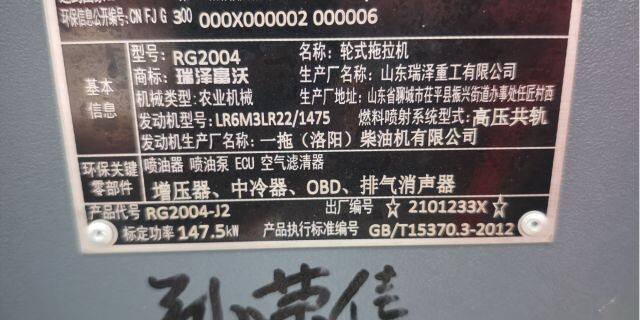 环保信息公开编号: CN FJ G 300 000X000002 000006
型号: RG2004 名称: 轮式拖拉机
基本信息
商标: 瑞泽富沃 生产厂名称: 山东瑞泽重工有限公司
机械类型: 农业机械 生产厂地址: 山东省聊城市茌平县振兴街道办事处任匠村西
发动机型号: LR6M3LR22/1475 燃料喷射系统型式: 高压共轨
发动机生产厂名称: 一拖(洛阳)柴油机有限公司
环保关键零部件
喷油器 喷油泵 ECU 空气滤清器
增压器、中冷器、OBD、排气消声器
产品代号 RG2004-J2 出厂编号 ☆2101233X☆
标定功率 147.5kW 产品执行标准编号 GB/T15370.3-2012
荣信